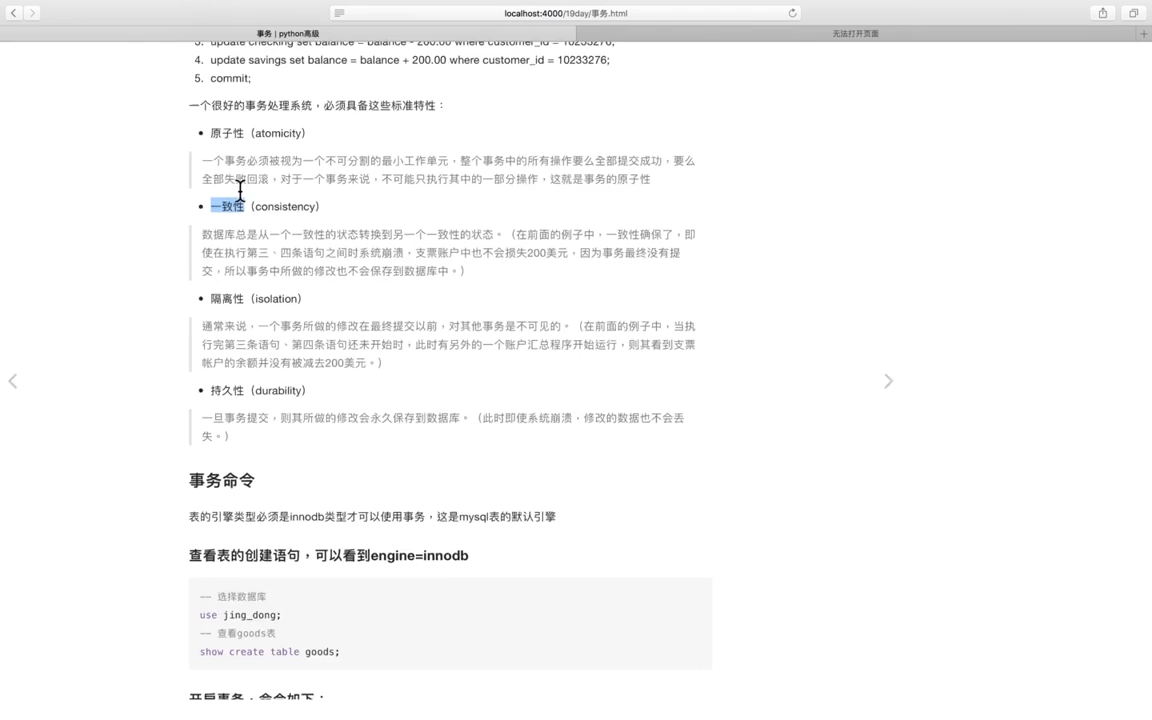 localhost:4000/19day/事务.html
事务 | python高级
无法打开页面
3. update checking set balance = balance - 200.00 where customer_id = 10233276;
4. update savings set balance = balance + 200.00 where customer_id = 10233276;
5. commit;
一个很好的事务处理系统，必须具备这些标准特性：
• 原子性（atomicity）
一个事务必须被视为一个不可分割的最小工作单元，整个事务中的所有操作要么全部提交成功，要么
全部失败回滚，对于一个事务来说，不可能只执行其中的一部分操作，这就是事务的原子性
• 一致性（consistency）
数据库总是从一个一致性的状态转换到另一个一致性的状态。（在前面的例子中，一致性确保了，即
使在执行第三、四条语句之间时系统崩溃，支票账户中也不会损失200美元，因为事务最终没有提
交，所以事务中所做的修改也不会保存到数据库中。）
• 隔离性（isolation）
通常来说，一个事务所做的修改在最终提交以前，对其他事务是不可见的。（在前面的例子中，当执
行完第三条语句、第四条语句还未开始时，此时有另外的一个账户汇总程序开始运行，则其看到支票
帐户的余额并没有被减去200美元。）
• 持久性（durability）
一旦事务提交，则其所做的修改会永久保存到数据库。（此时即使系统崩溃，修改的数据也不会丢
失。）
事务命令
表的引擎类型必须是innodb类型才可以使用事务，这是mysql表的默认引擎
查看表的创建语句，可以看到engine=innodb
-- 选择数据库
use jing_dong;
-- 查看goods表
show create table goods;
开启事务，命令如下：